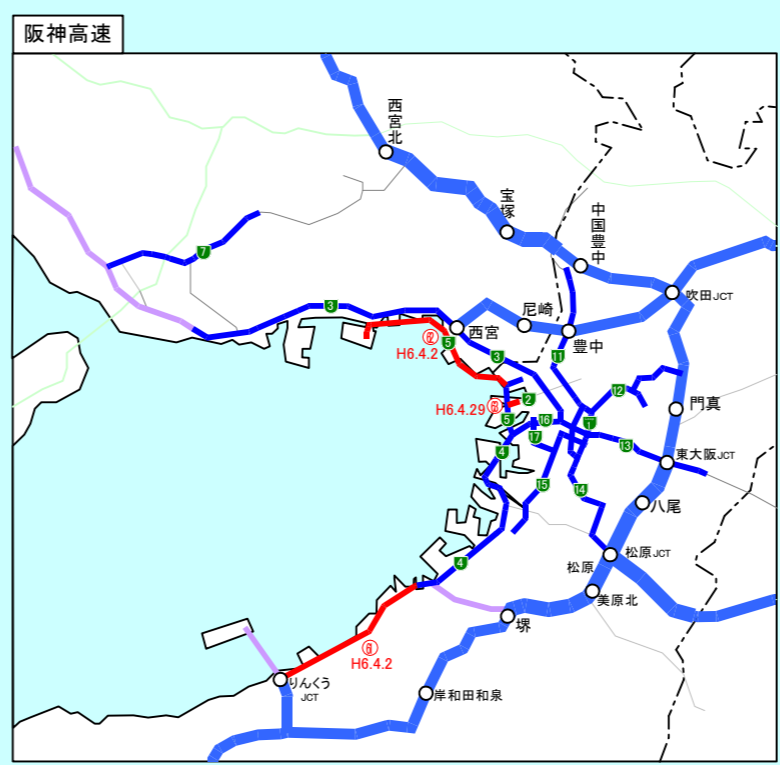 阪神高速
西宮北
宝塚
中国豊中
7
吹田JCT
3
尼崎
西宮
豊中
62
H6.4.2
5
3
11
2
12
門真
H6.4.29
63
5
16
1
17
13
4
東大阪JCT
15
14
八尾
松原JCT
松原
4
美原北
堺
61
H6.4.2
りんくう
JCT
岸和田和泉